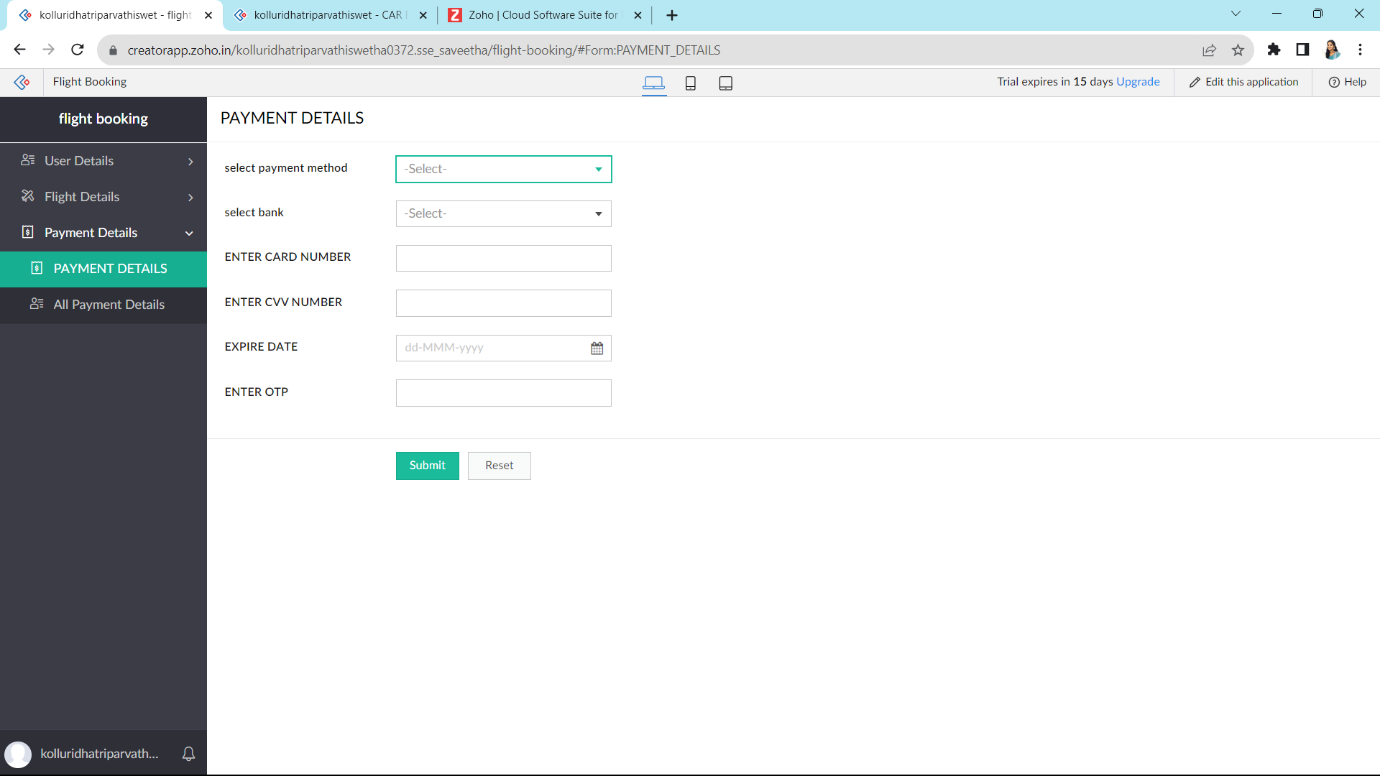 kolluridhatriparvathiswet - flight
kolluridhatriparvathiswet - CAR
Zoho | Cloud Software Suite for
creatorapp.zoho.in/kolluridhatriparvathiswetha0372.sse_saveetha/flight-booking/#Form:PAYMENT_DETAILS
Flight Booking
Trial expires in 15 days Upgrade
Edit this application
Help
flight booking
User Details
Flight Details
Payment Details
PAYMENT DETAILS
All Payment Details
kolluridhatriparvath...
PAYMENT DETAILS
select payment method
-Select-
select bank
-Select-
ENTER CARD NUMBER
ENTER CVV NUMBER
EXPIRE DATE
dd-MMM-yyyy
ENTER OTP
Submit
Reset